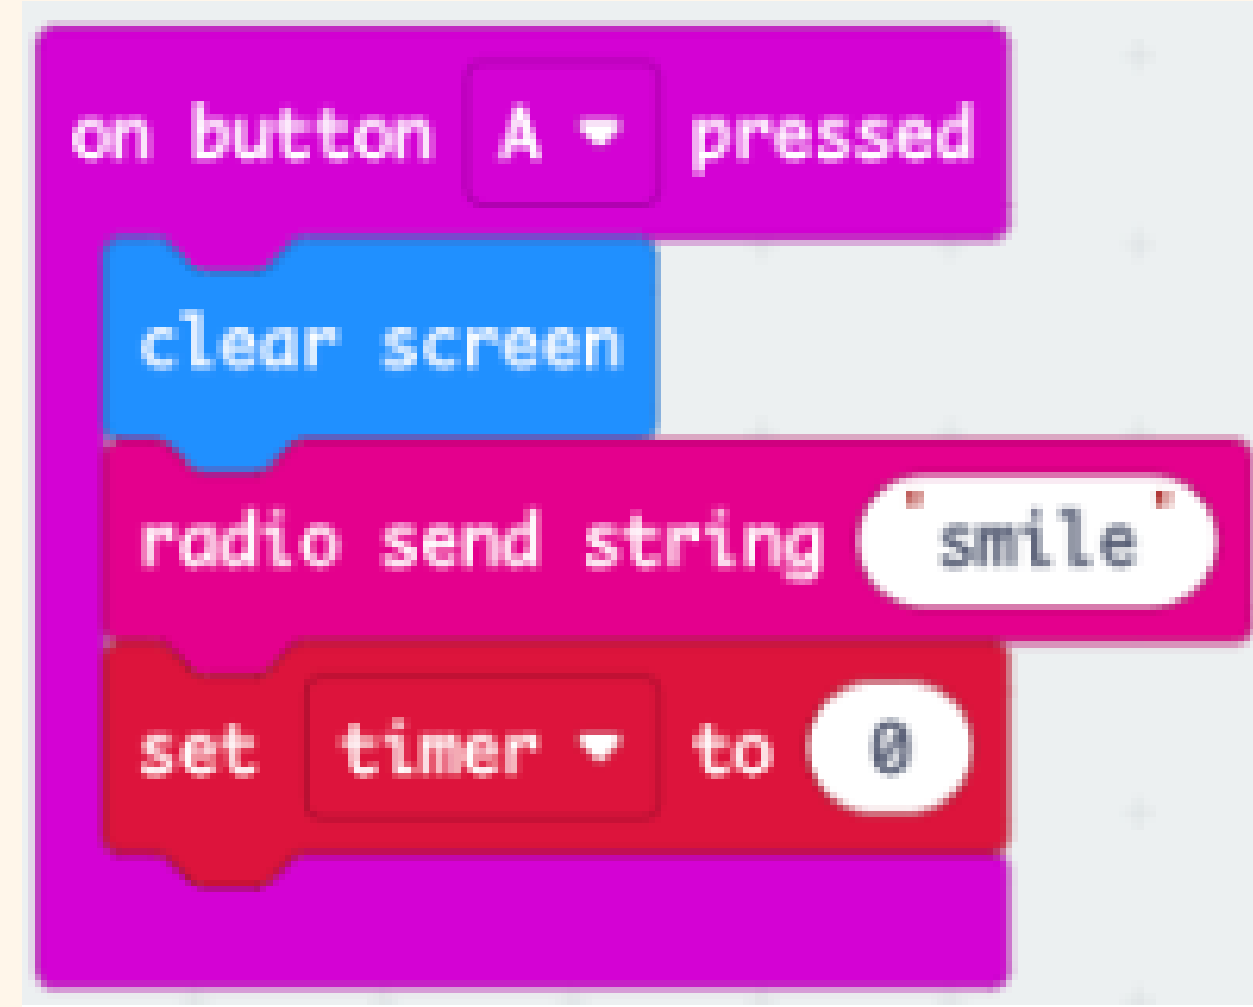 on button A pressed
clear screen
radio send string "smile"
set timer to 0